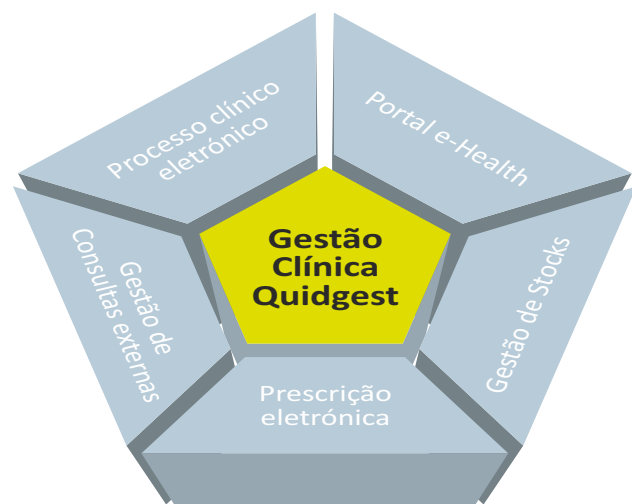 Processo clínico
eletrónico
Portal e-Health
Gestão
Clínica
Quidgest
Gestão de
Consultas externas
Gestão de Stocks
Prescrição
eletrónica